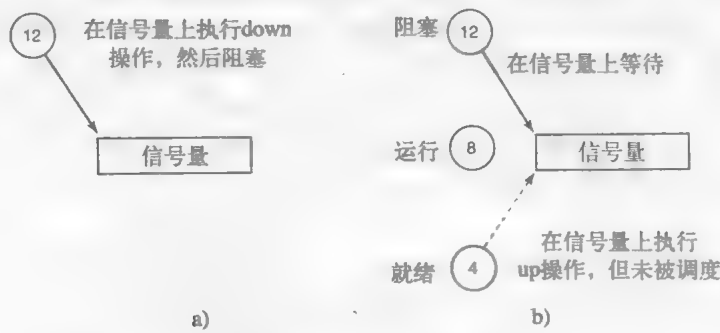 12
在信号量上执行down
操作，然后阻塞
信号量
a)
阻塞
12
在信号量上等待
运行
8
信号量
就绪
4
在信号量上执行
up操作，但未被调度
b)